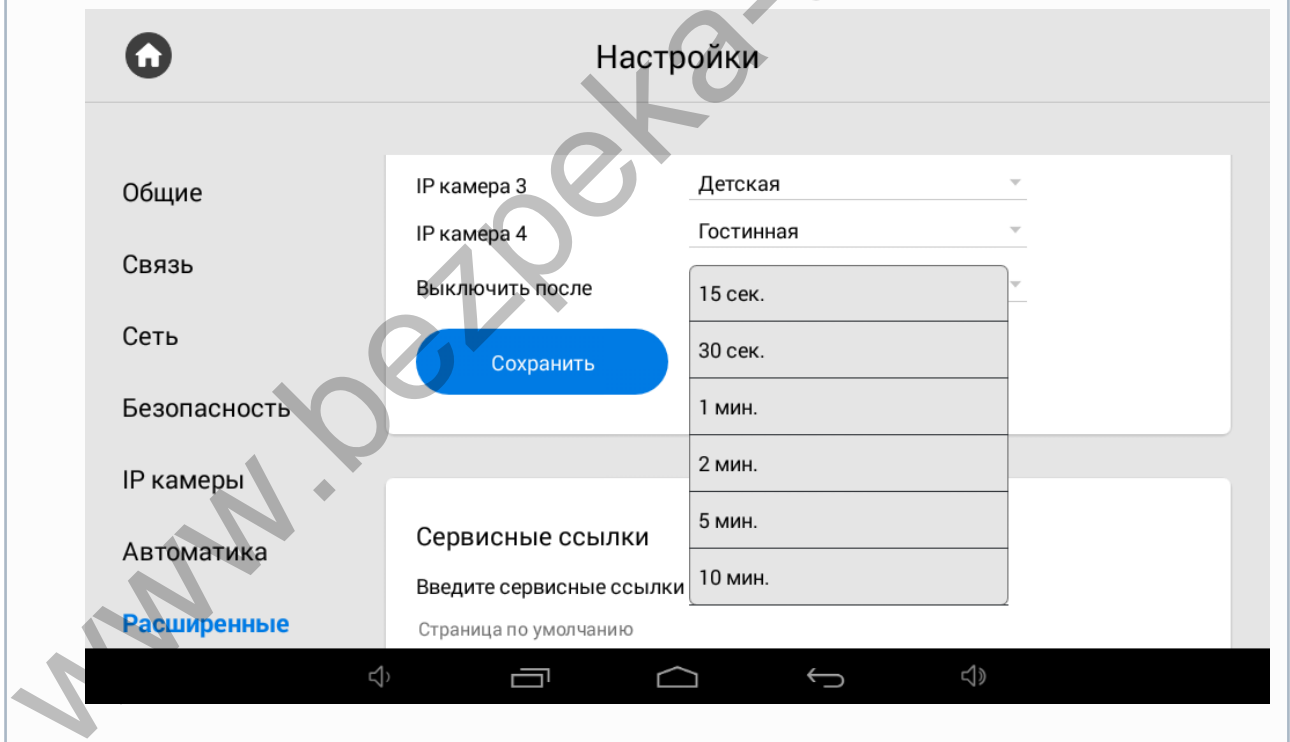 Настройки
Общие
Связь
Сеть
Безопасность
IP камеры
Автоматика
Расширенные
IP камера 3 Детская
IP камера 4 Гостинная
Выключить после
15 сек.
30 сек.
1 мин.
2 мин.
5 мин.
10 мин.
Сохранить
Сервисные ссылки
Введите сервисные ссылки
Страница по умолчанию
www.bezpeka-